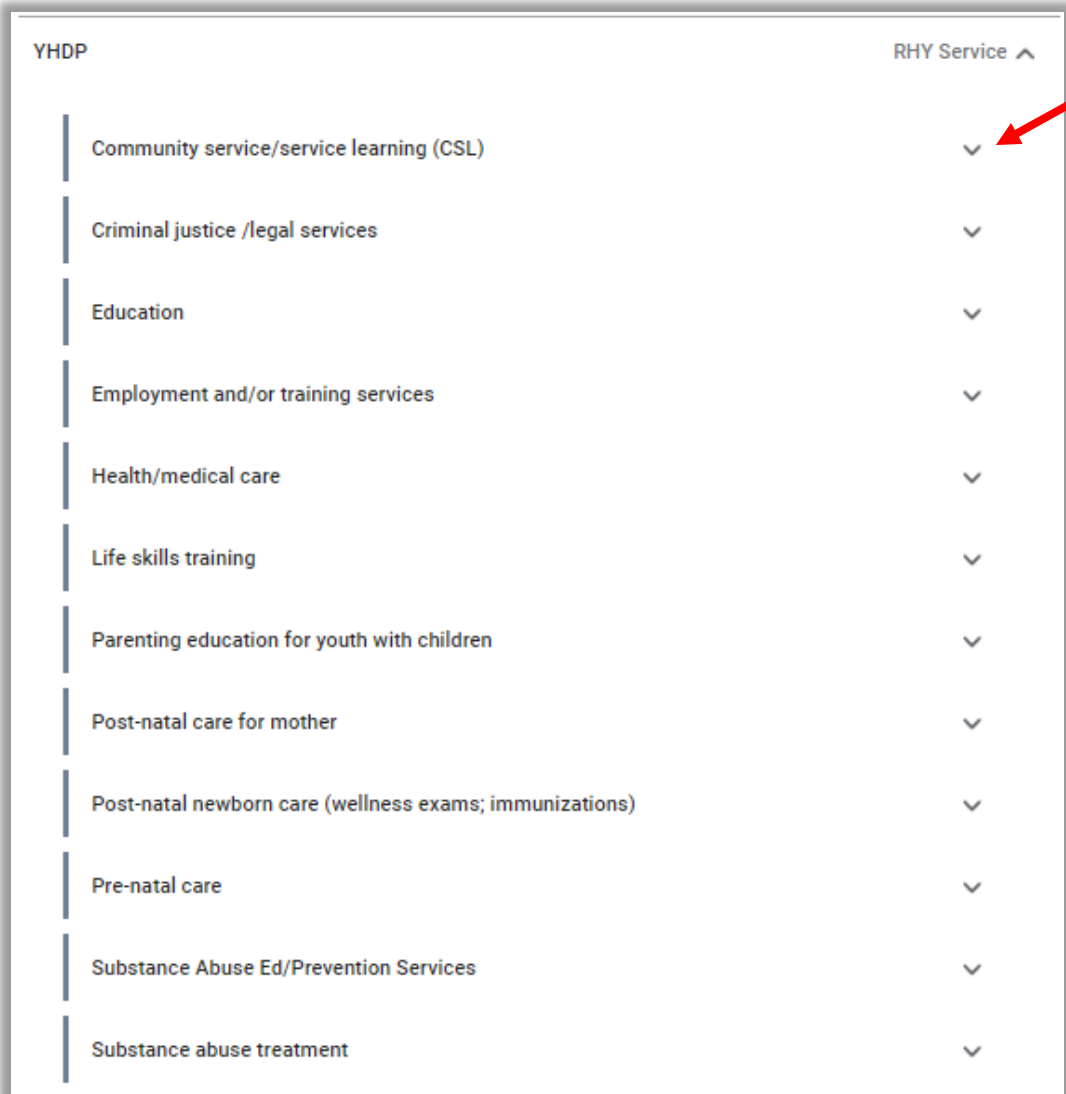 YHDP RHY Service
Community service/service learning (CSL)
Criminal justice /legal services
Education
Employment and/or training services
Health/medical care
Life skills training
Parenting education for youth with children
Post-natal care for mother
Post-natal newborn care (wellness exams; immunizations)
Pre-natal care
Substance Abuse Ed/Prevention Services
Substance abuse treatment